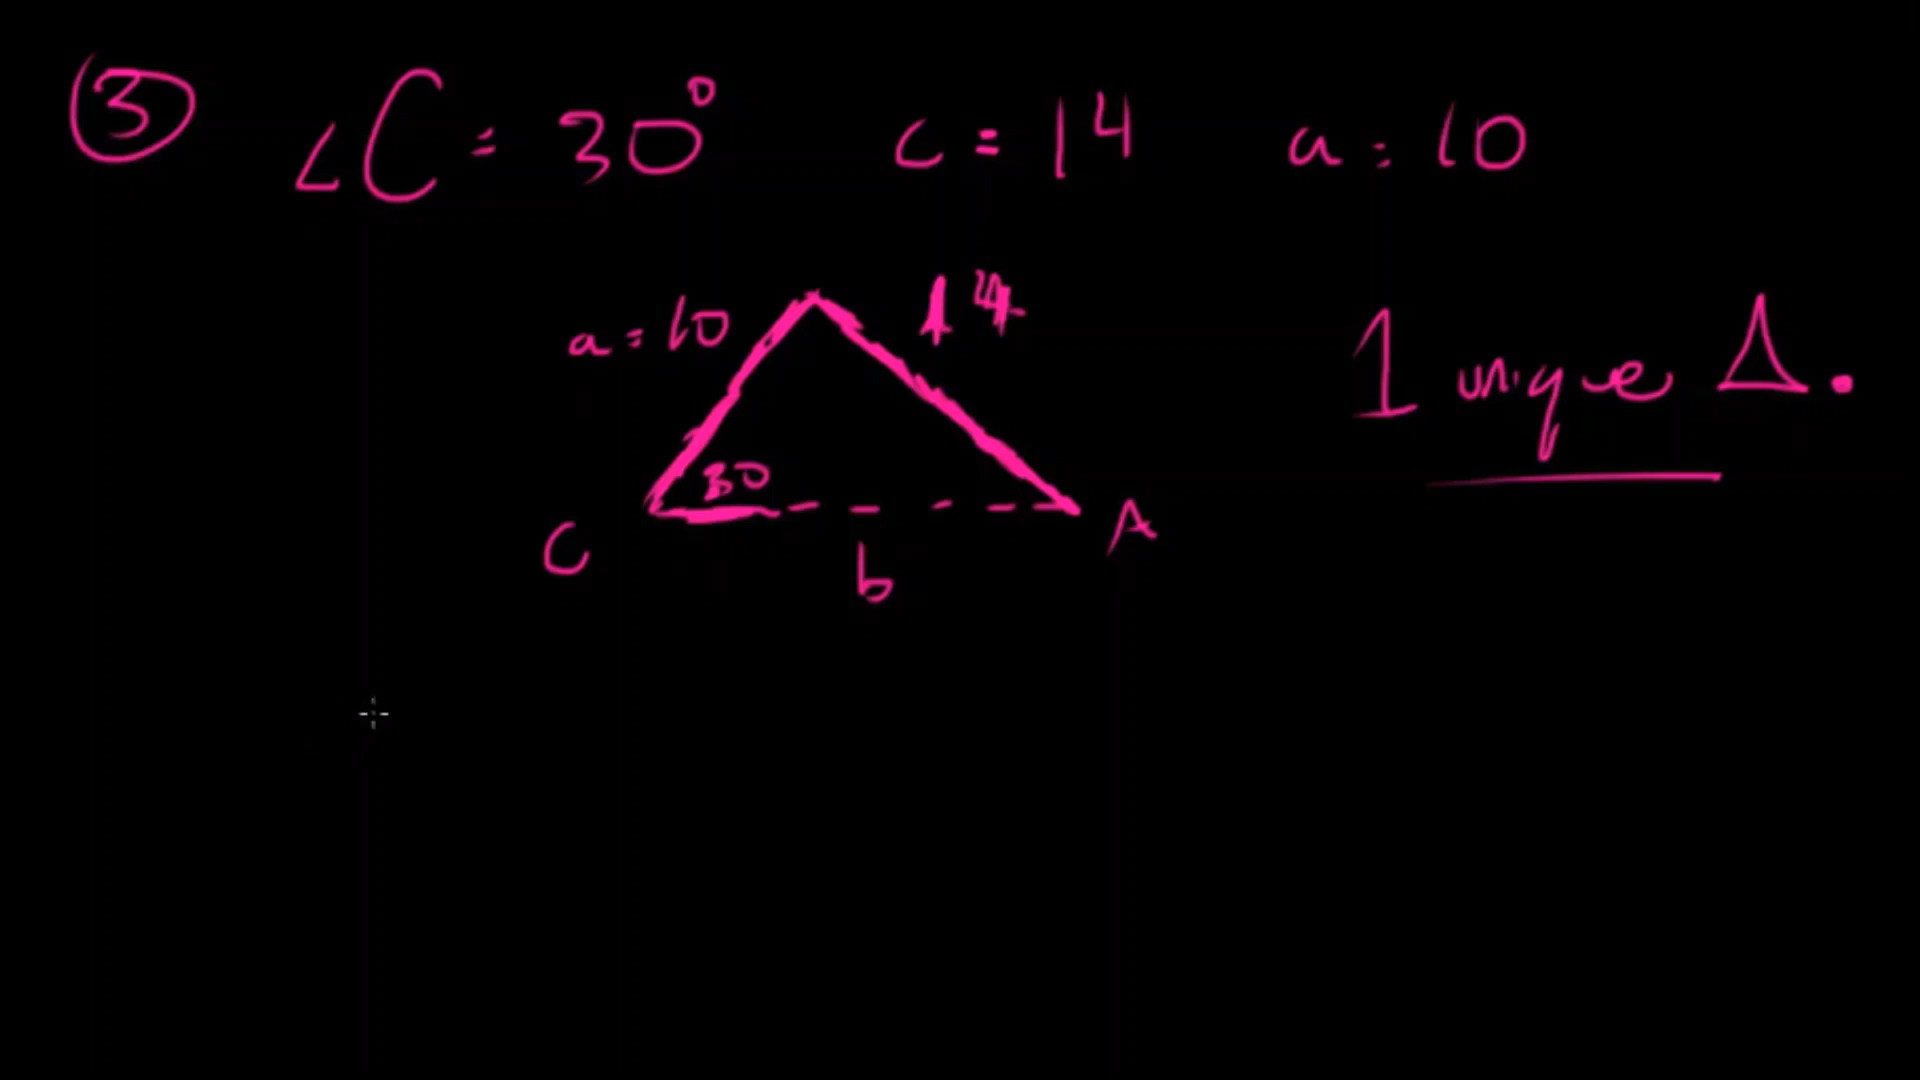 3 ∠C = 30° c = 14 a = 10
a = 10 14
1 unique Δ.
30
C A
b